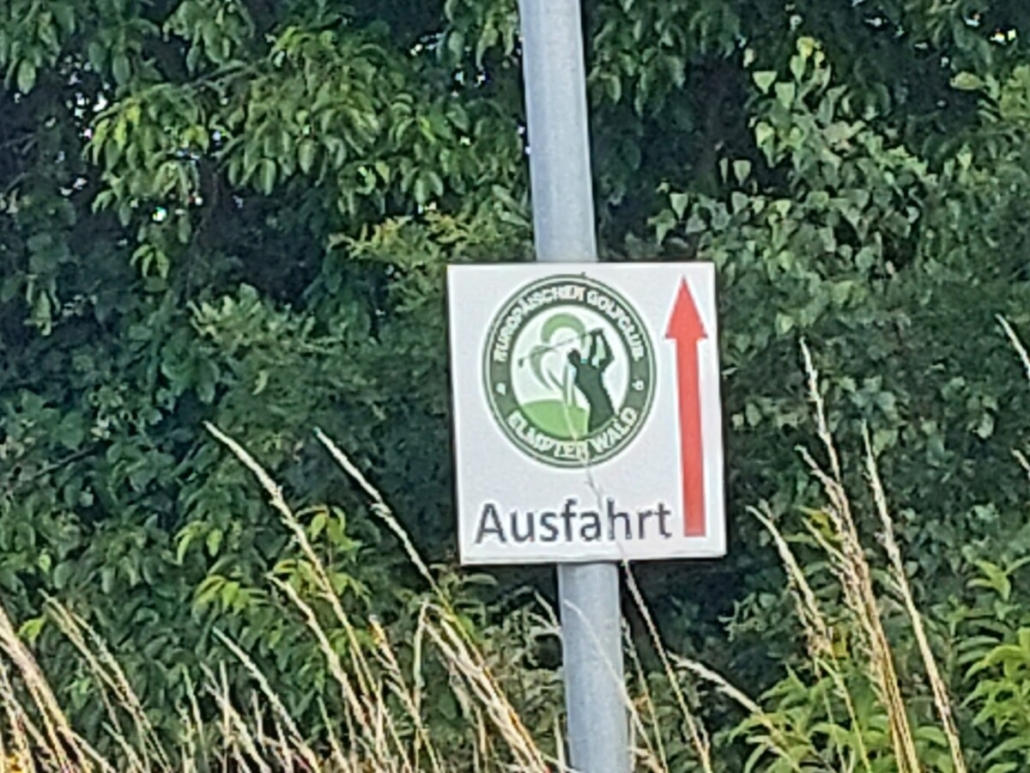 EUROPÄISCHER GOLFCLUB
ELMPTER WALD
Ausfahrt